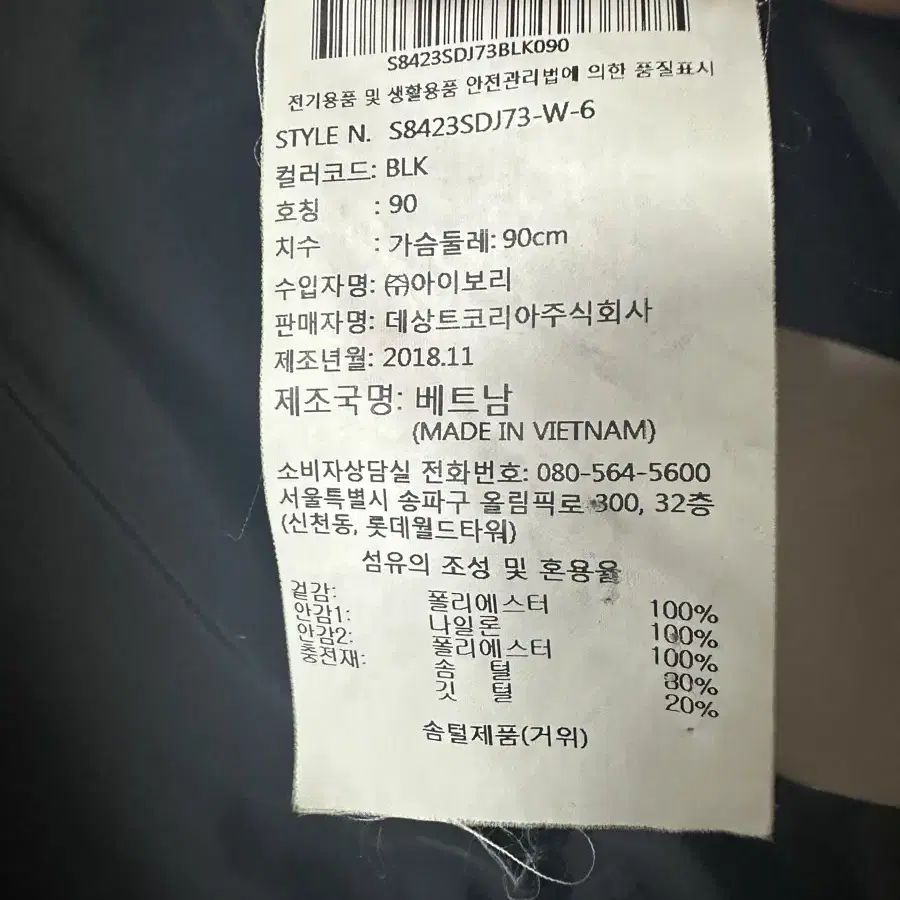 S8423SDJ73BLK090
전기용품 및 생활용품 안전관리법에 의한 품질표시
STYLE N. S8423SDJ73-W-6
컬러코드: BLK
호칭 : 90
치수 : 가슴둘레: 90cm
수입자명: ㈜아이보리
판매자명: 데상트코리아주식회사
제조년월: 2018.11
제조국명: 베트남
(MADE IN VIETNAM)
소비자상담실 전화번호: 080-564-5600
서울특별시 송파구 올림픽로 300, 32층
(신천동, 롯데월드타워)
섬유의 조성 및 혼용율
겉감: 폴리에스터 100%
안감1: 나일론 100%
안감2: 폴리에스터 100%
충전재: 솜 털 80%
깃 털 20%
솜털제품(거위)